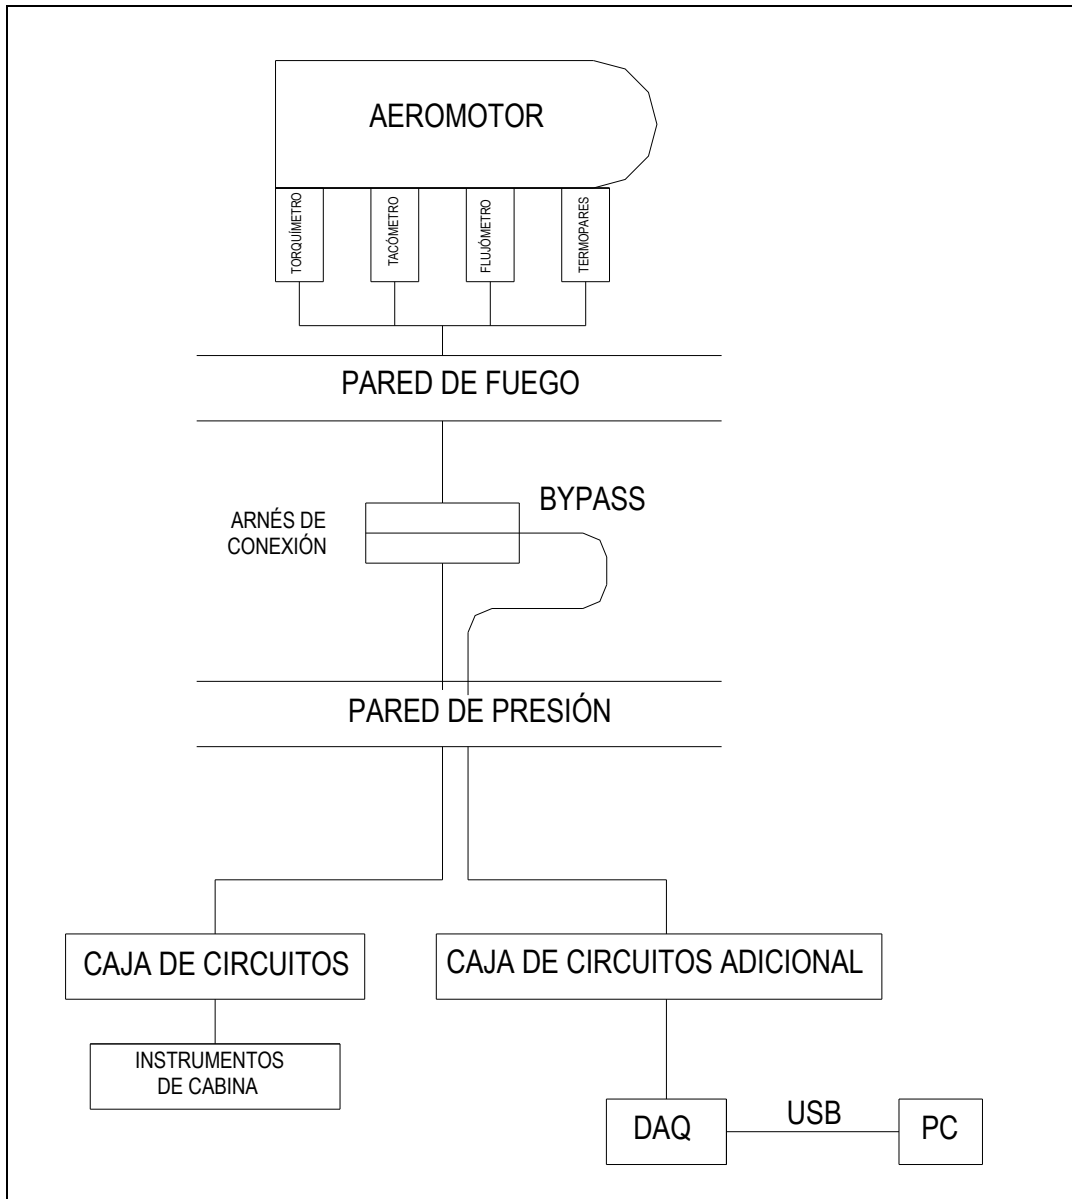 AEROMOTOR
TORQUÍMETRO
TACÓMETRO
FLUJÓMETRO
TERMOPARES
PARED DE FUEGO
BYPASS
ARNÉS DE
CONEXIÓN
PARED DE PRESIÓN
CAJA DE CIRCUITOS
CAJA DE CIRCUITOS ADICIONAL
INSTRUMENTOS
DE CABINA
DAQ
USB
PC